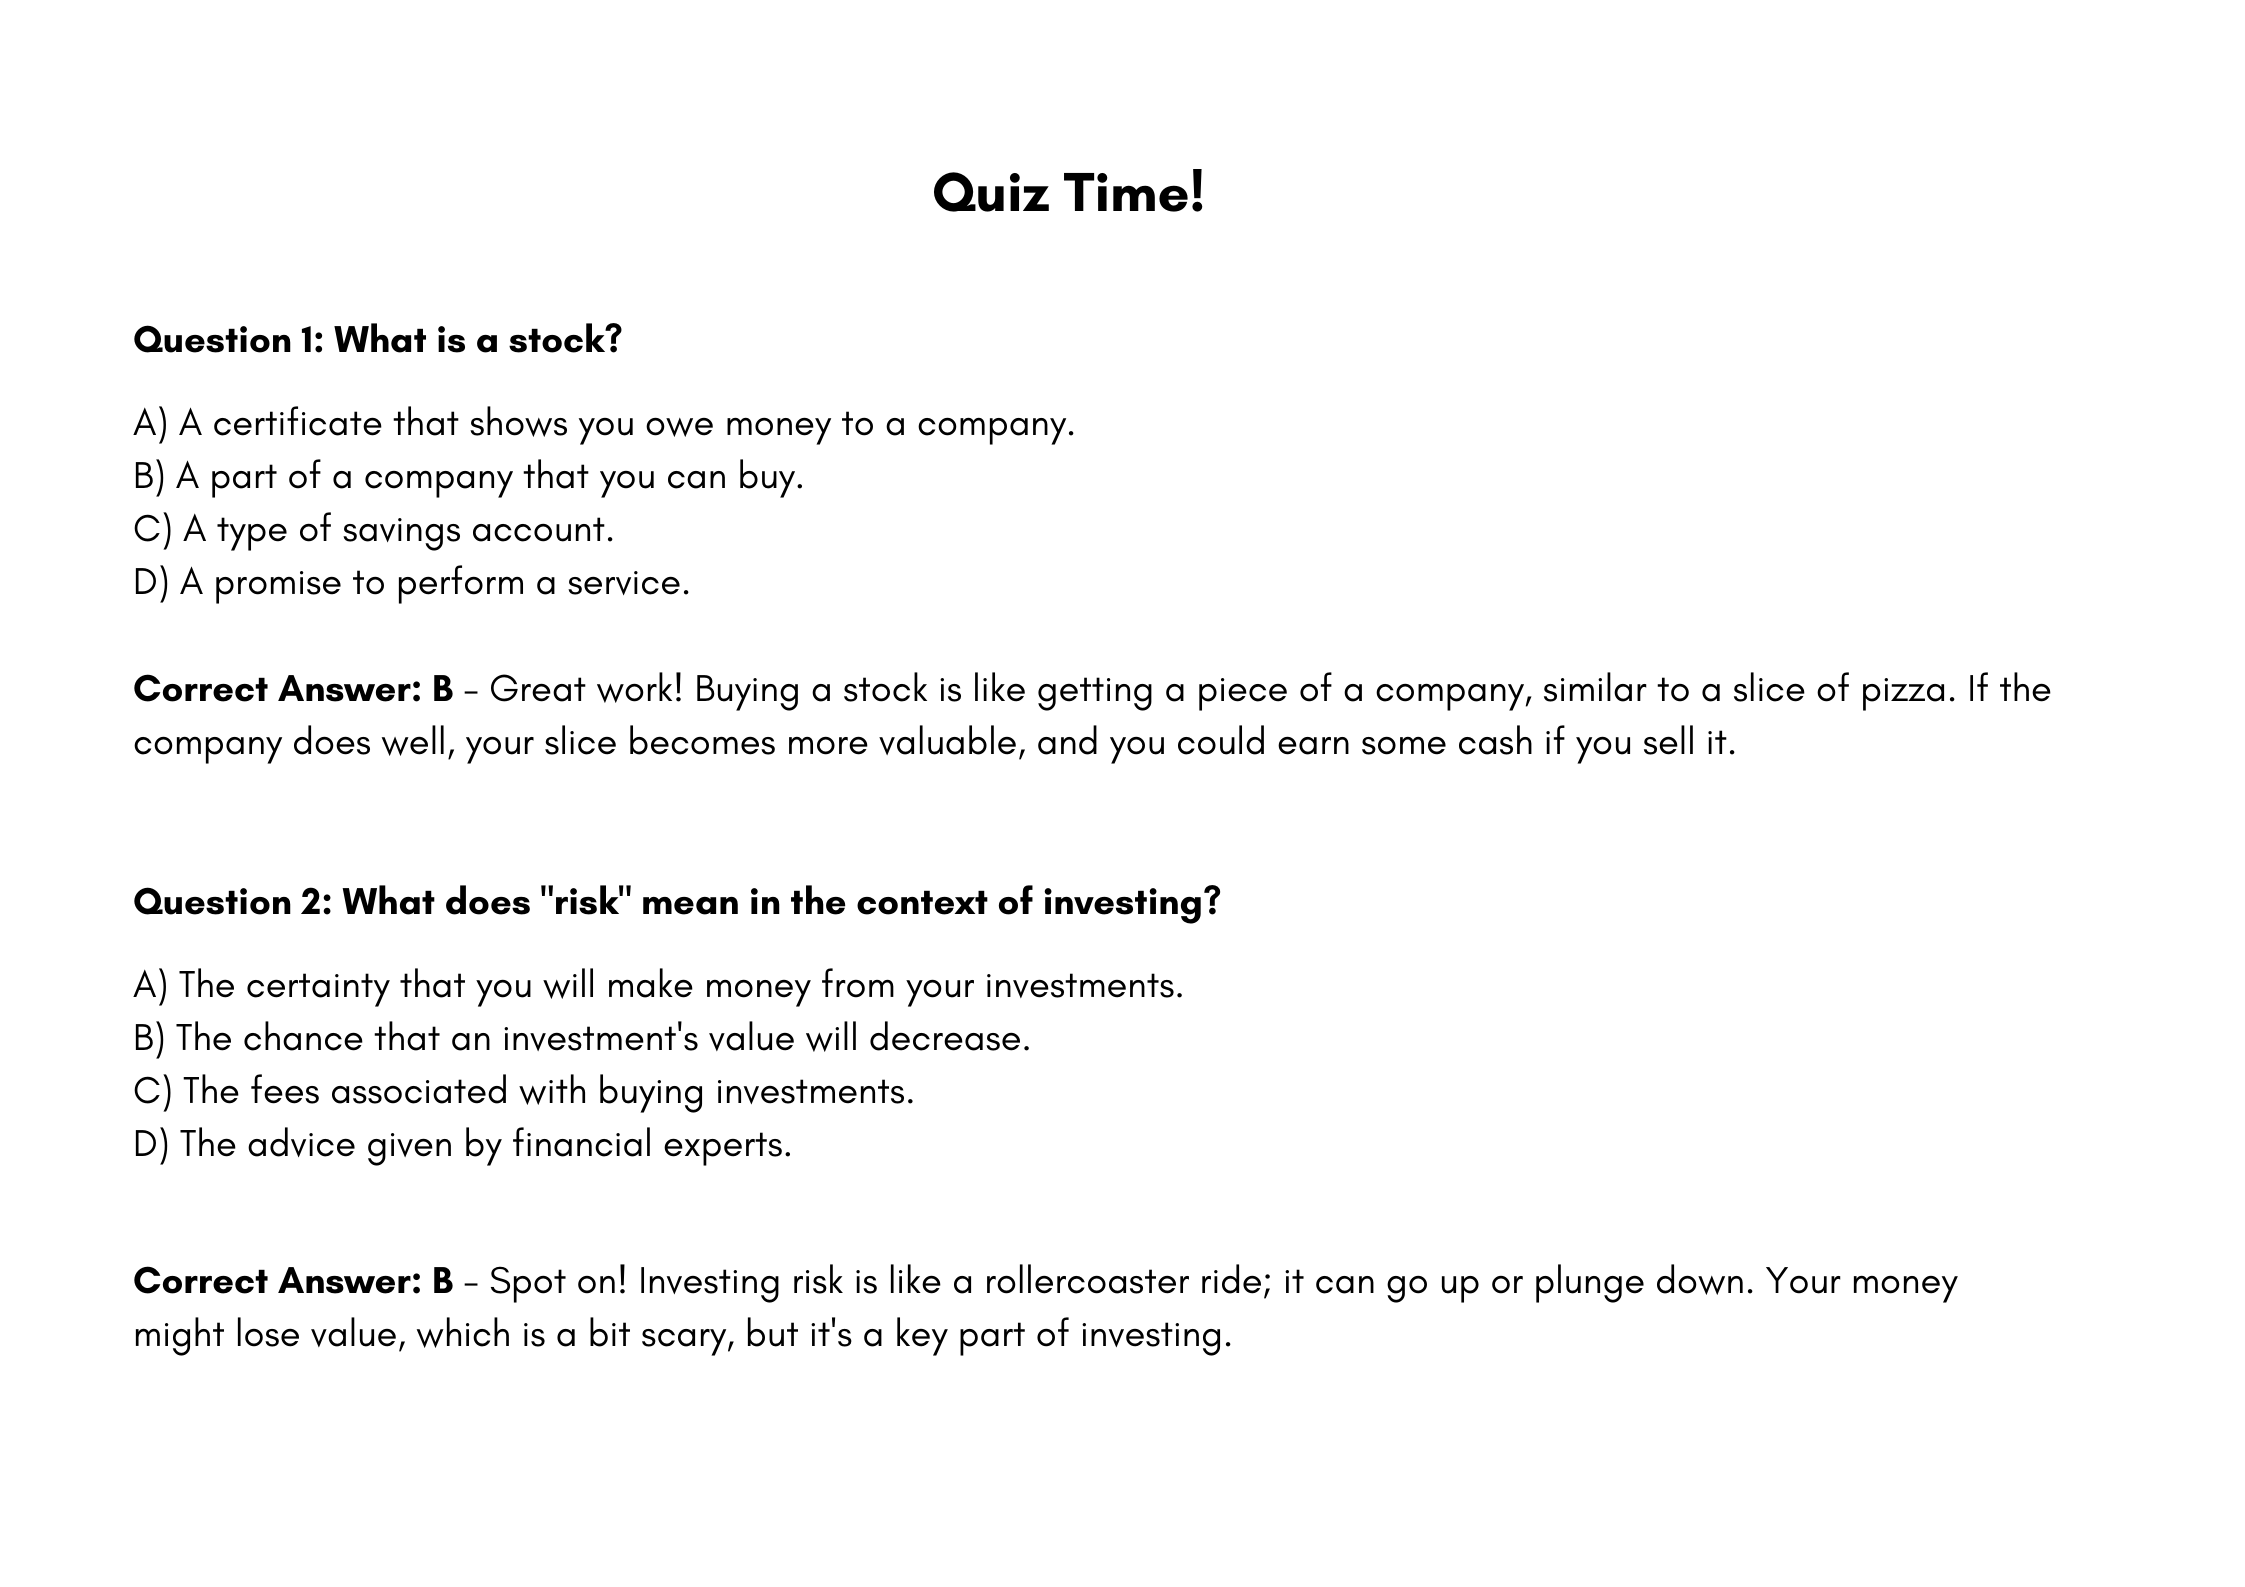 Quiz Time!
Question 1: What is a stock?
A) A certificate that shows you owe money to a company.
B) A part of a company that you can buy.
C) A type of savings account.
D) A promise to perform a service.
Correct Answer: B – Great work! Buying a stock is like getting a piece of a company, similar to a slice of pizza. If the
company does well, your slice becomes more valuable, and you could earn some cash if you sell it.
Question 2: What does "risk" mean in the context of investing?
A) The certainty that you will make money from your investments.
B) The chance that an investment's value will decrease.
C) The fees associated with buying investments.
D) The advice given by financial experts.
Correct Answer: B – Spot on! Investing risk is like a rollercoaster ride; it can go up or plunge down. Your money
might lose value, which is a bit scary, but it's a key part of investing.